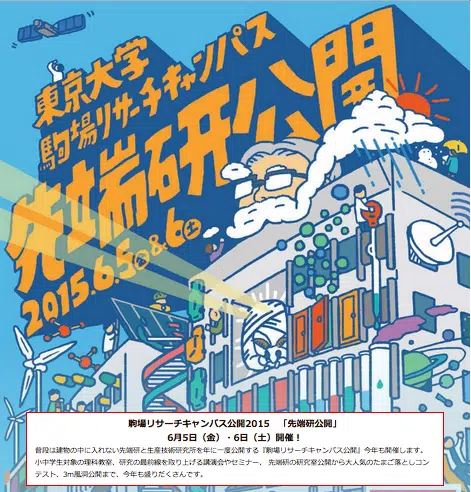 東京大学
駒場リサーチキャンパス
先端研公開
2015.6.5金&6土
駒場リサーチキャンパス公開2015 「先端研公開」
6月5日（金）・6日（土）開催！
普段は建物の中に入れない先端研と生産技術研究所を年に一度公開する『駒場リサーチキャンパス公開』今年も開催します。
小中学生対象の理科教室、研究の最前線を取り上げる講演会やセミナー、 先端研の研究室公開から大人気のたまご落としコン
テスト、3m風洞公開まで、今年も盛りだくさんです。